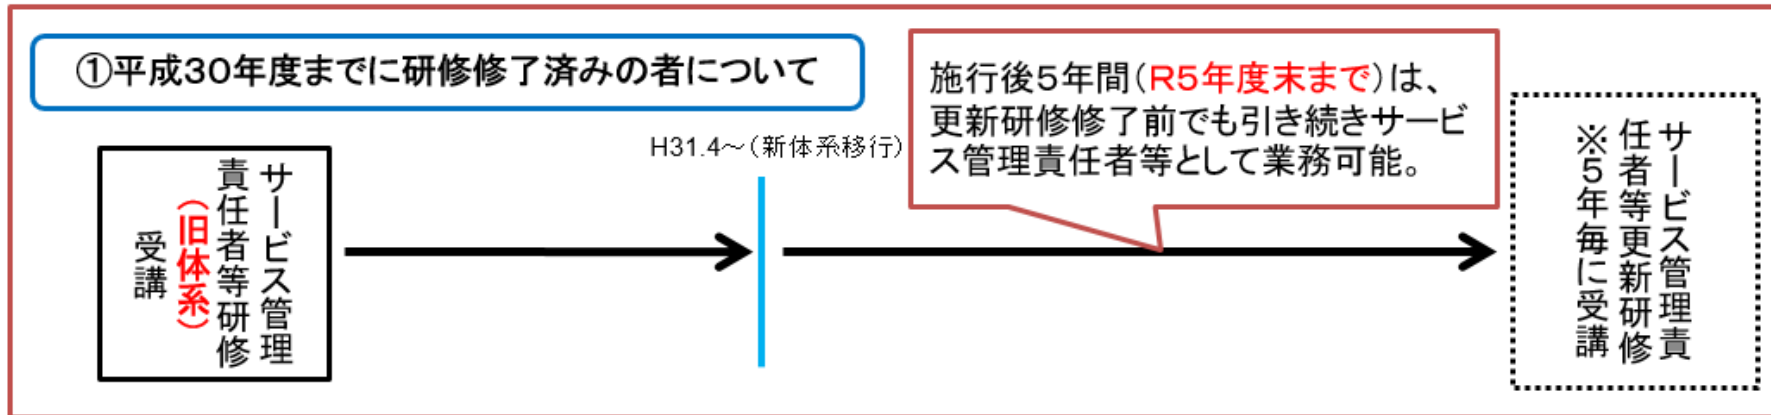 ①平成30年度までに研修修了済みの者について
サービス管理
責任者等研修
(旧体系)
受講
H31.4～(新体系移行)
施行後5年間(R5年度末まで)は、
更新研修修了前でも引き続きサービ
ス管理責任者等として業務可能。
サービス管理責
任者等更新研修
※5年毎に受講